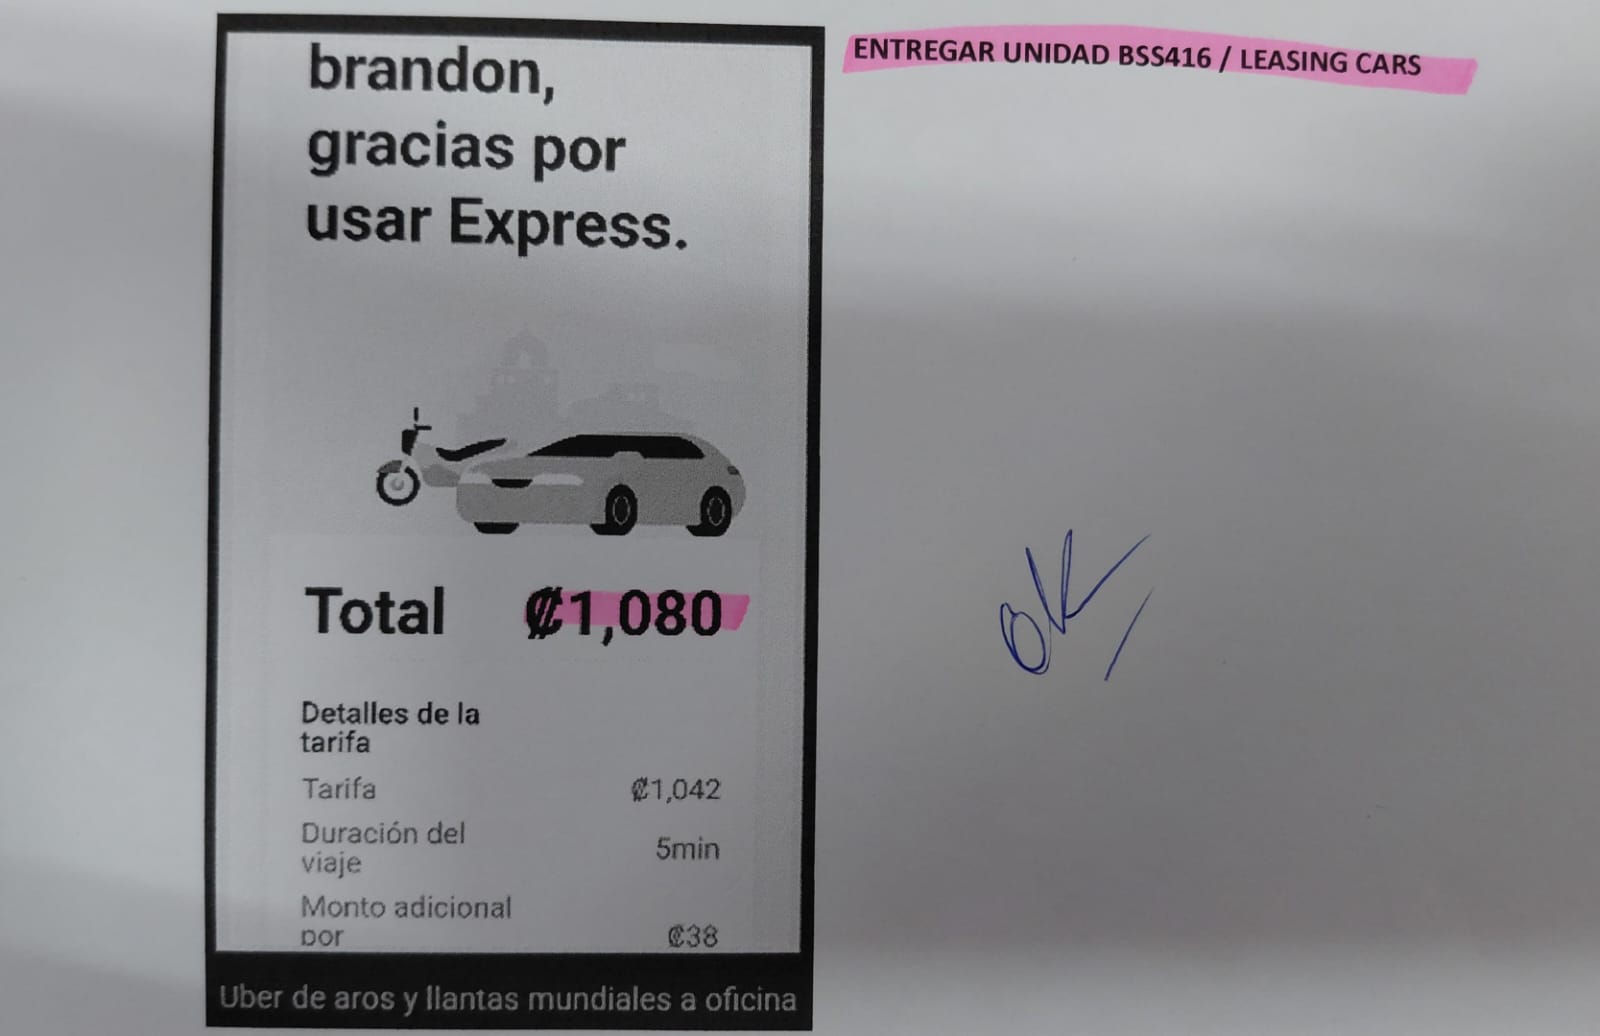 brandon,
gracias por
usar Express.
ENTREGAR UNIDAD BSS416 / LEASING CARS
Total ₡1,080
Detalles de la
tarifa
Tarifa ₡1,042
Duración del
viaje 5min
Monto adicional
por ₡38
Uber de aros y llantas mundiales a oficina
OK